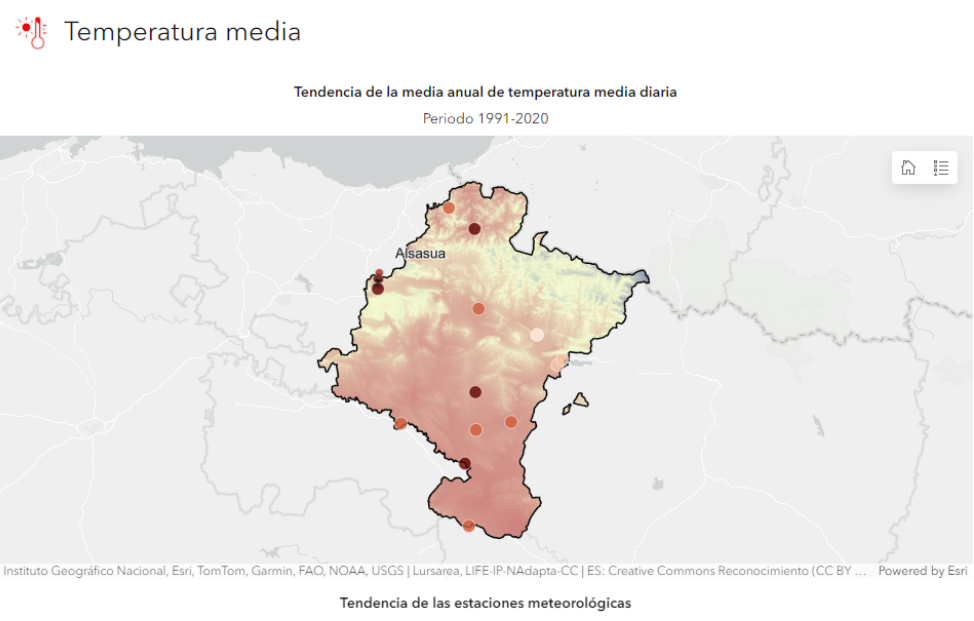 Temperatura media
Tendencia de la media anual de temperatura media diaria
Periodo 1991-2020
Alsasua
Instituto Geográfico Nacional, Esri, TomTom, Garmin, FAO, NOAA, USGS | Lursarea, LIFE-IP-NAdapta-CC | ES: Creative Commons Reconocimiento (CC BY … Powered by Esri
Tendencia de las estaciones meteorológicas